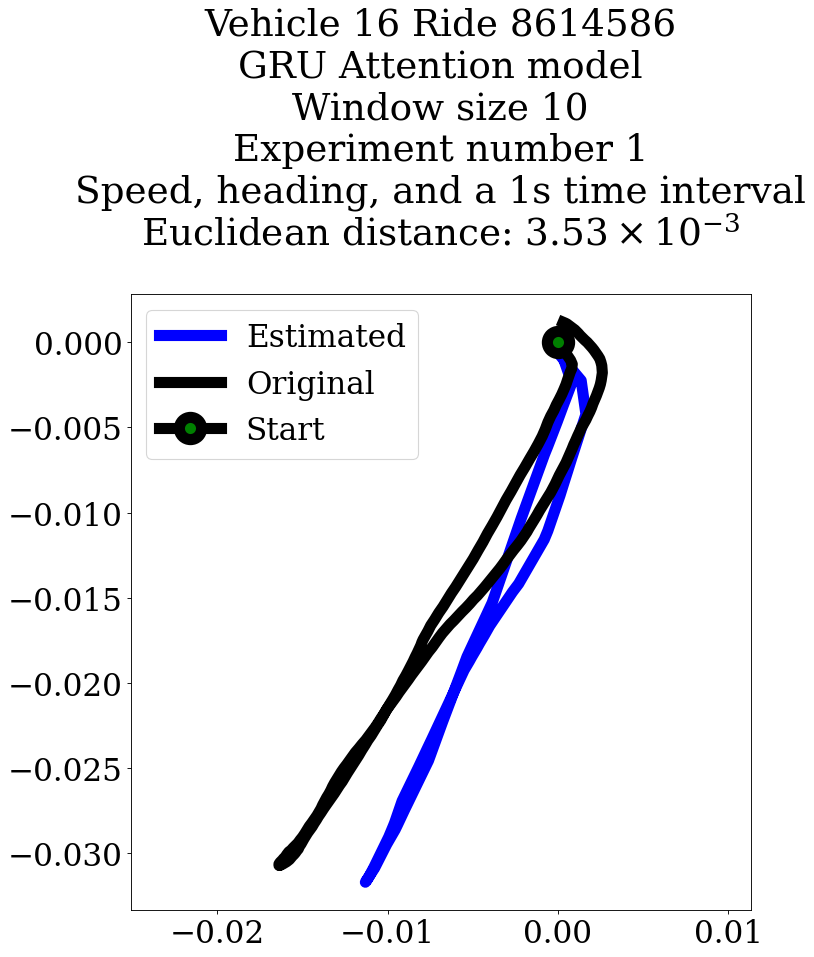 Vehicle 16 Ride 8614586
GRU Attention model
Window size 10
Experiment number 1
Speed, heading, and a 1s time interval
Euclidean distance: 3.53 × 10⁻³
Estimated
Original
Start
0.000
−0.005
−0.010
−0.015
−0.020
−0.025
−0.030
−0.02 −0.01 0.00 0.01